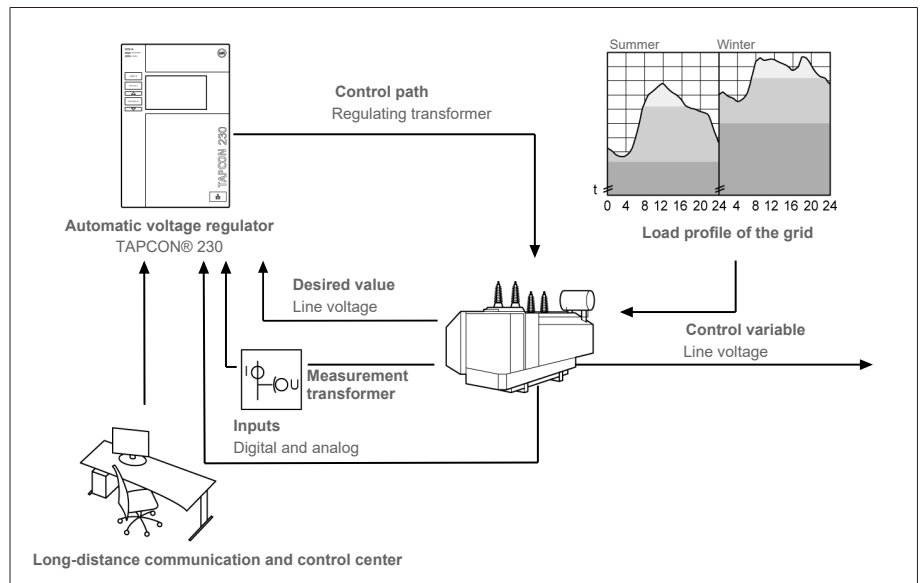 Summer
Winter
Control path
Regulating transformer
TAPCON 230
t
0 4 8 12 16 20 24 4 8 12 16 20 24
Automatic voltage regulator
TAPCON® 230
Load profile of the grid
Desired value
Line voltage
Control variable
Line voltage
I
U
Measurement
transformer
Inputs
Digital and analog
Long-distance communication and control center